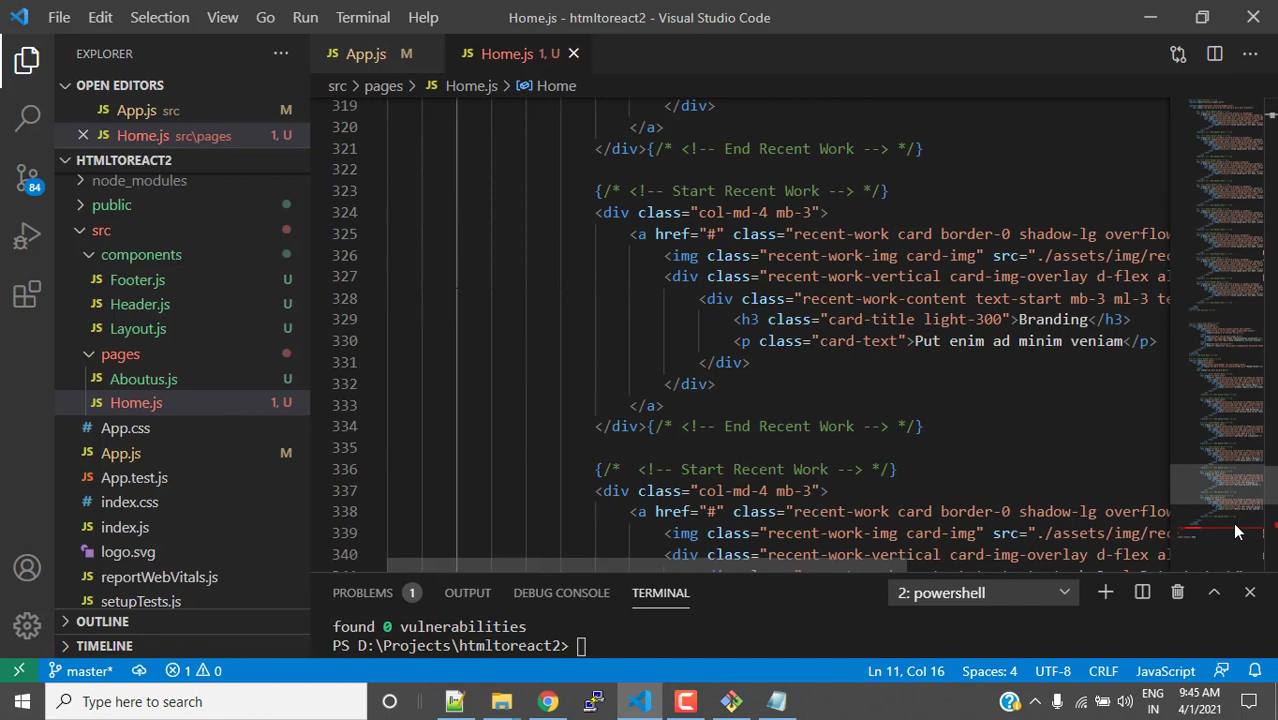 File Edit Selection View Go Run Terminal Help
Home.js - htmltoreact2 - Visual Studio Code
EXPLORER
OPEN EDITORS
JS App.js src M
JS Home.js src\pages 1, U
HTMLTOREACT2
node_modules
public
src
components
JS Footer.js U
JS Header.js U
JS Layout.js U
pages
JS Aboutus.js U
JS Home.js 1, U
App.css
JS App.js M
JS App.test.js
index.css
JS index.js
logo.svg
JS reportWebVitals.js
JS setupTests.js
OUTLINE
TIMELINE
84
JS App.js M
JS Home.js 1, U
src > pages > JS Home.js > Home
319 </div>
320 </a>
321 </div>{/* <!-- End Recent Work --> */}
322
323 {/* <!-- Start Recent Work --> */}
324 <div class="col-md-4 mb-3">
325 <a href="#" class="recent-work card border-0 shadow-lg overflow
326 <img class="recent-work-img card-img" src="./assets/img/rec
327 <div class="recent-work-vertical card-img-overlay d-flex al
328 <div class="recent-work-content text-start mb-3 ml-3 te
329 <h3 class="card-title light-300">Branding</h3>
330 <p class="card-text">Put enim ad minim veniam</p>
331 </div>
332 </div>
333 </a>
334 </div>{/* <!-- End Recent Work --> */}
335
336 {/*  <!-- Start Recent Work --> */}
337 <div class="col-md-4 mb-3">
338 <a href="#" class="recent-work card border-0 shadow-lg overflow
339 <img class="recent-work-img card-img" src="./assets/img/rec
340 <div class="recent-work-vertical card-img-overlay d-flex al
PROBLEMS 1 OUTPUT DEBUG CONSOLE TERMINAL 2: powershell
found 0 vulnerabilities
PS D:\Projects\htmltoreact2>
master* 1 0 Ln 11, Col 16 Spaces: 4 UTF-8 CRLF JavaScript
Type here to search
ENG
IN
9:45 AM
4/1/2021